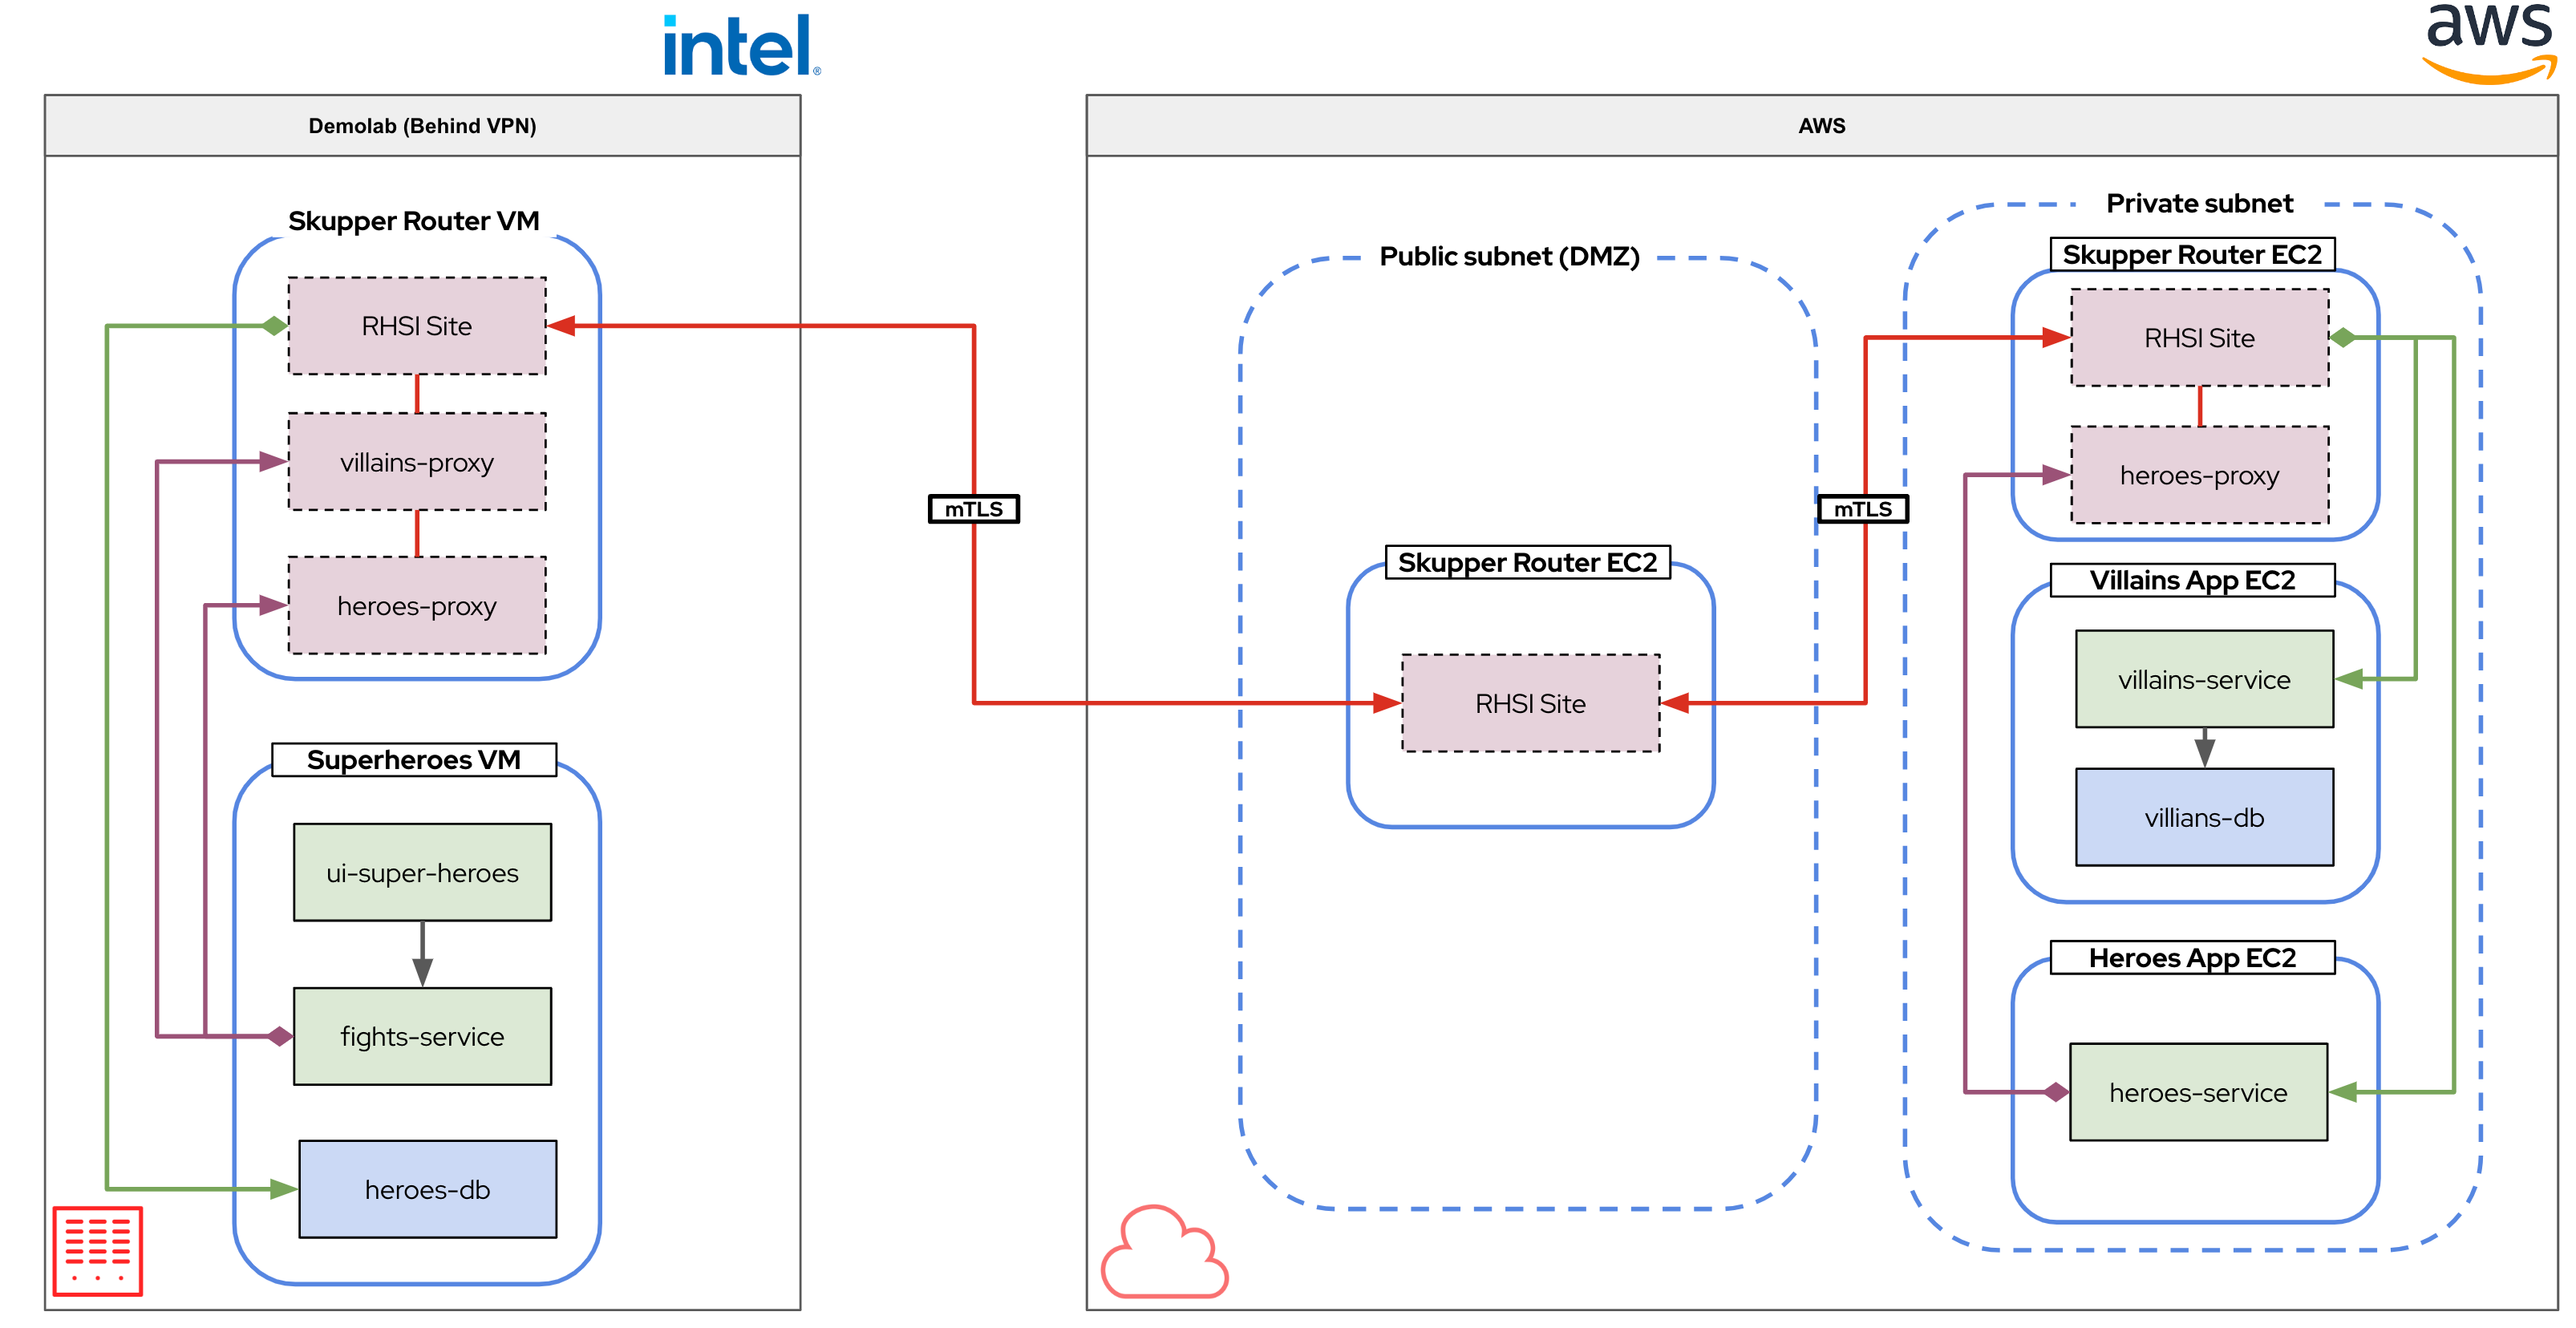 intel®
aws
Demolab (Behind VPN)
AWS
Skupper Router VM
RHSI Site
villains-proxy
heroes-proxy
Superheroes VM
ui-super-heroes
fights-service
heroes-db
mTLS
Public subnet (DMZ)
Skupper Router EC2
RHSI Site
mTLS
Private subnet
Skupper Router EC2
RHSI Site
heroes-proxy
Villains App EC2
villains-service
villians-db
Heroes App EC2
heroes-service